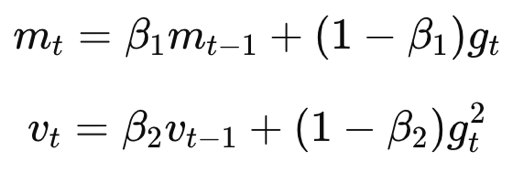 m_t = β_1 m_{t−1} + (1 − β_1) g_t
v_t = β_2 v_{t−1} + (1 − β_2) g_t^2